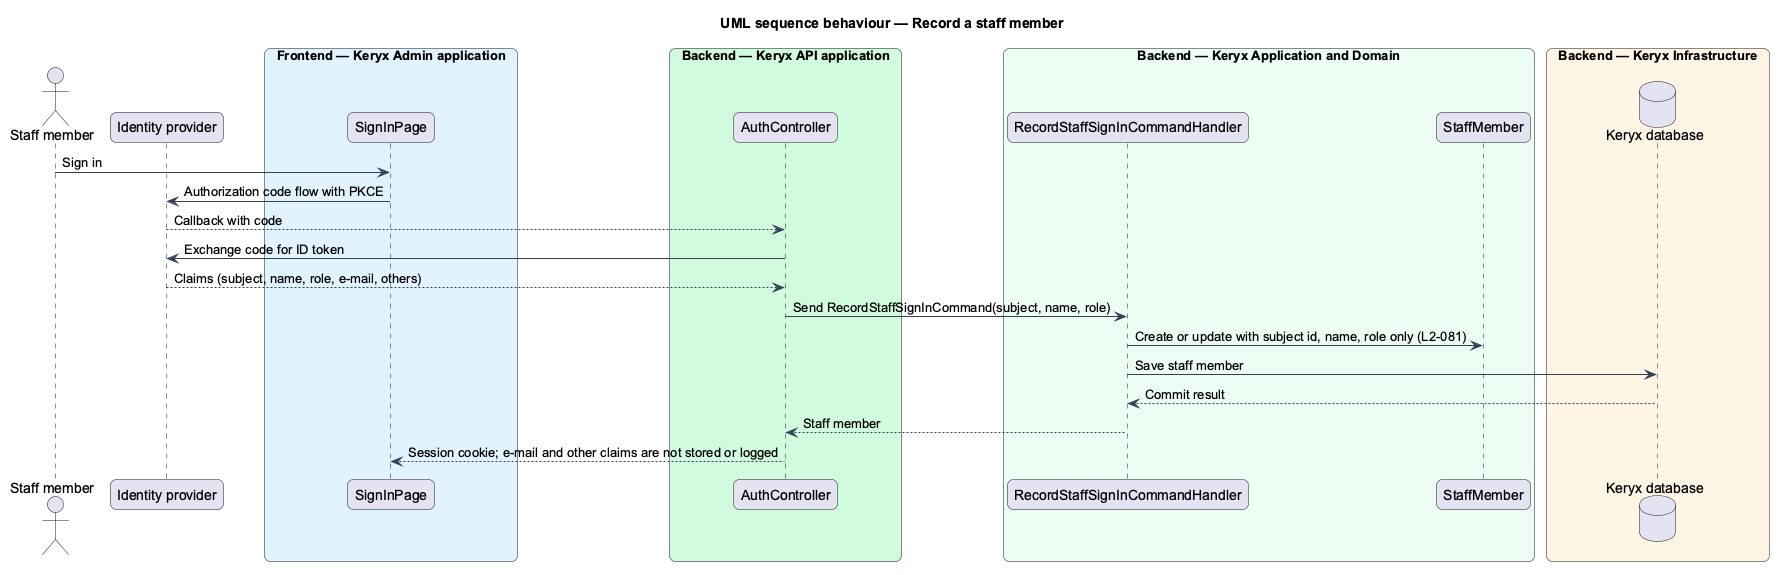 UML sequence behaviour — Record a staff member
Frontend — Keryx Admin application
Backend — Keryx API application
Backend — Keryx Application and Domain
Backend — Keryx Infrastructure
Staff member
Identity provider
SignInPage
AuthController
RecordStaffSignInCommandHandler
StaffMember
Keryx database
Sign in
Authorization code flow with PKCE
Callback with code
Exchange code for ID token
Claims (subject, name, role, e-mail, others)
Send RecordStaffSignInCommand(subject, name, role)
Create or update with subject id, name, role only (L2-081)
Save staff member
Commit result
Staff member
Session cookie; e-mail and other claims are not stored or logged
Staff member
Identity provider
SignInPage
AuthController
RecordStaffSignInCommandHandler
StaffMember
Keryx database